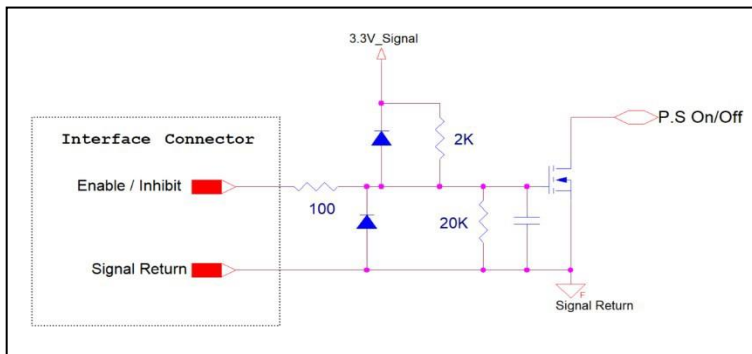 3.3V_Signal
P.S On/Off
Interface Connector
2K
Enable / Inhibit
100
20K
Signal Return
F
Signal Return